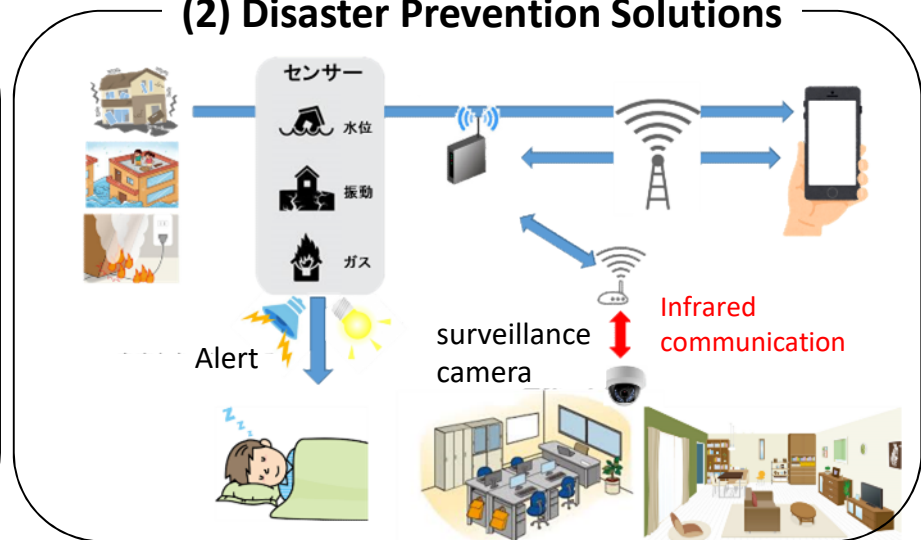 (2) Disaster Prevention Solutions
センサー
水位
振動
ガス
Alert
surveillance
camera
Infrared
communication
z z z